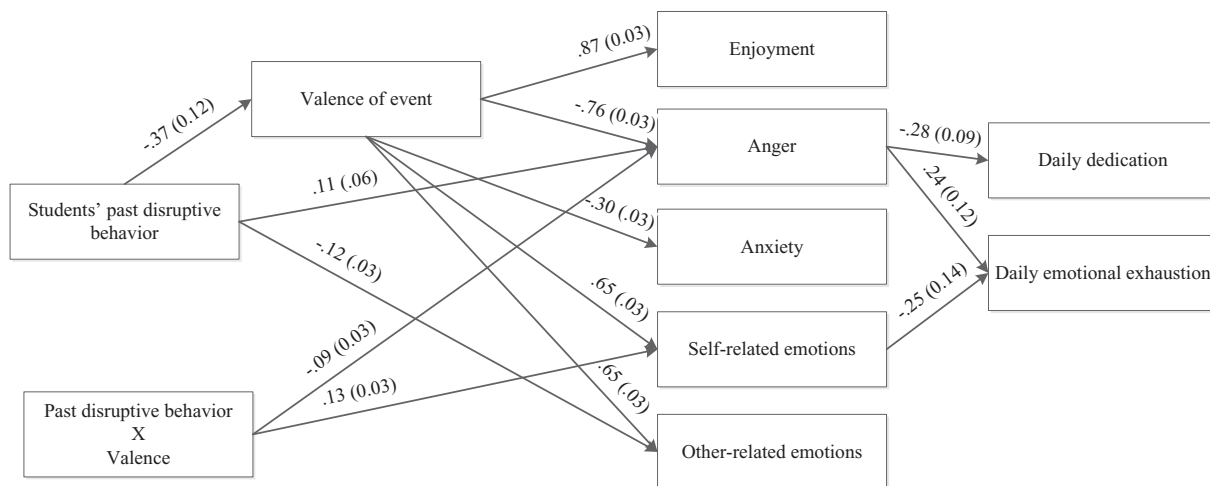 .87 (0.03)
Enjoyment
Valence of event
-.37 (0.12)
-.76 (0.03)
Anger
-.28 (0.09)
Daily dedication
.11 (.06)
.24 (0.12)
Students’ past disruptive
behavior
-.30 (.03)
Anxiety
-.12 (.03)
Daily emotional exhaustion
.65 (.03)
-.25 (0.14)
Self-related emotions
-.09 (0.03)
.13 (0.03)
.65 (.03)
Past disruptive behavior
X
Valence
Other-related emotions